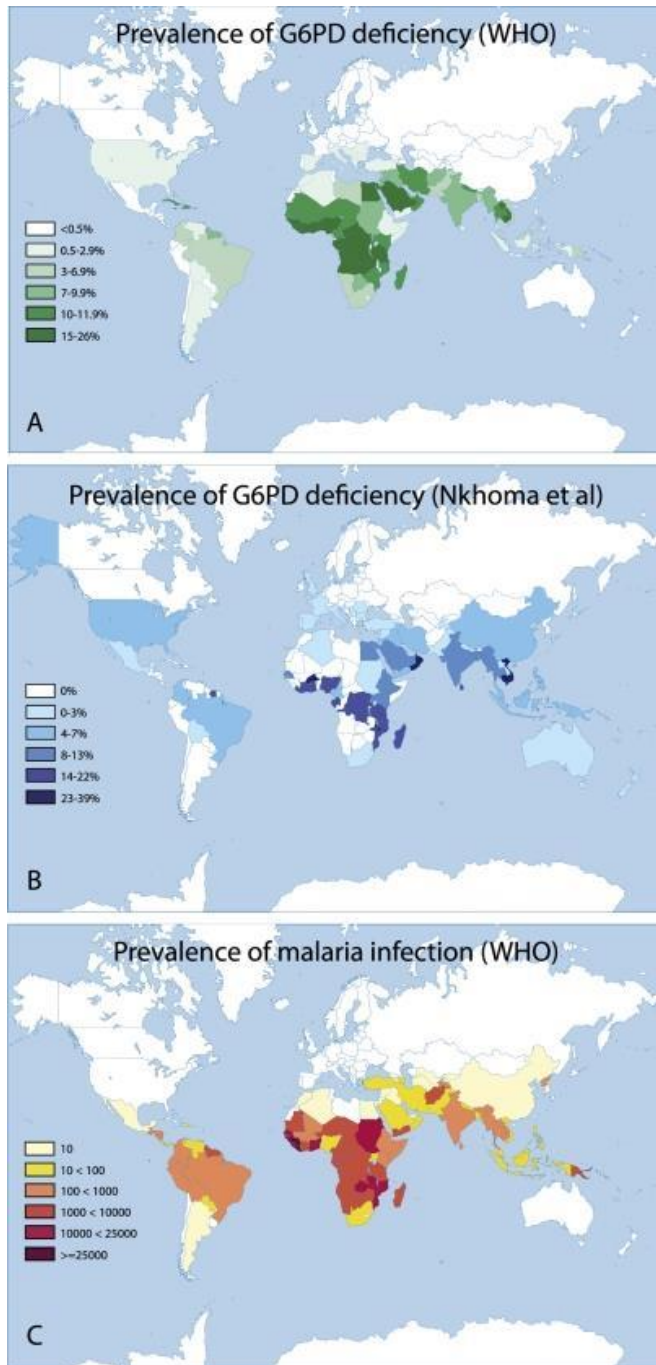 Prevalence of G6PD deficiency (WHO)
<0.5%
0.5-2.9%
3-6.9%
7-9.9%
10-11.9%
15-26%
A
Prevalence of G6PD deficiency (Nkhoma et al)
0%
0-3%
4-7%
8-13%
14-22%
23-39%
B
Prevalence of malaria infection (WHO)
10
10 < 100
100 < 1000
1000 < 10000
10000 < 25000
>=25000
C